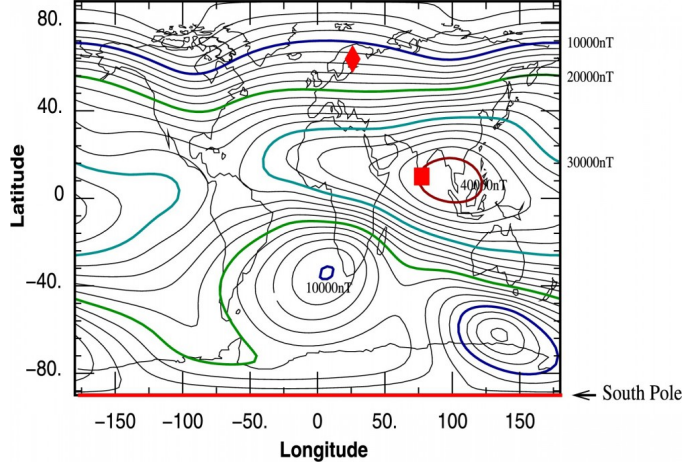 80.
10000nT
20000nT
40.
30000nT
40000nT
0
Latitude
−40.
10000nT
−80.
South Pole
−150 −100 −50. 0 50. 100 150
Longitude